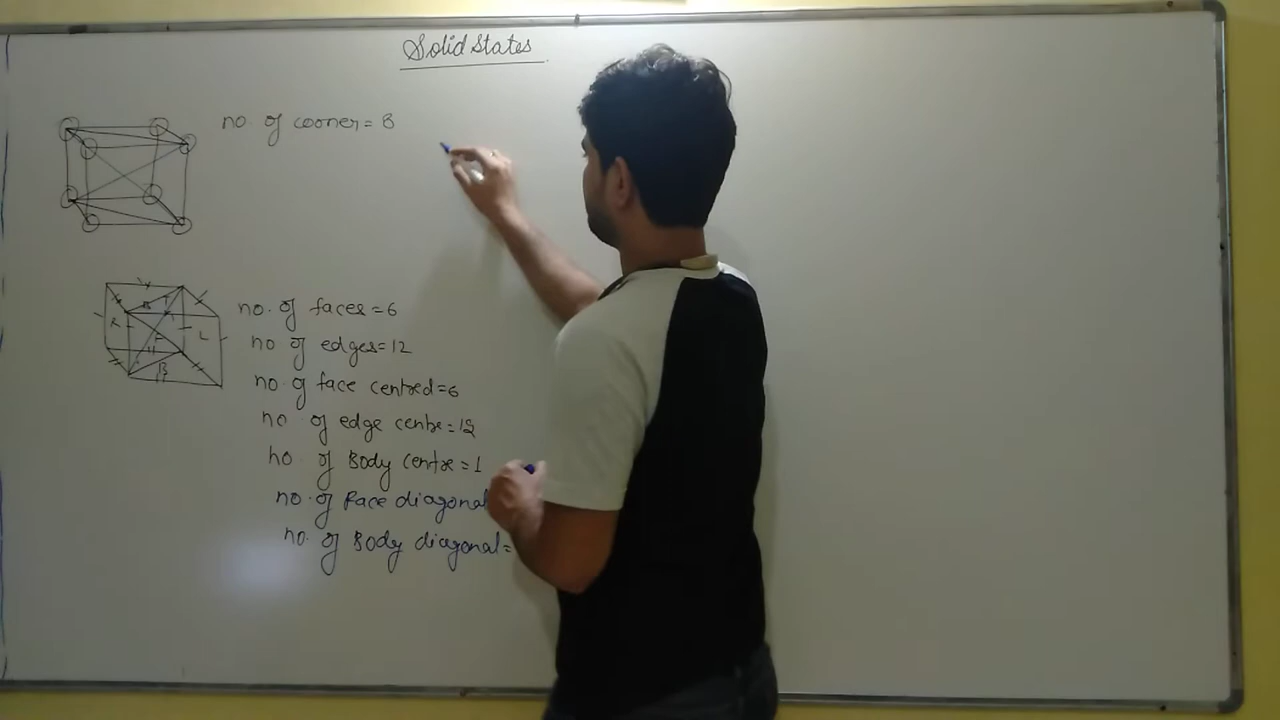 Solid States
no. of cooner = 8
no. of faces = 6
no of edges = 12
no. of face centred = 6
no of edge centre = 12
no of Body centre = 1
no. of face diagonal
no. of Body diagonal =
R
L
B